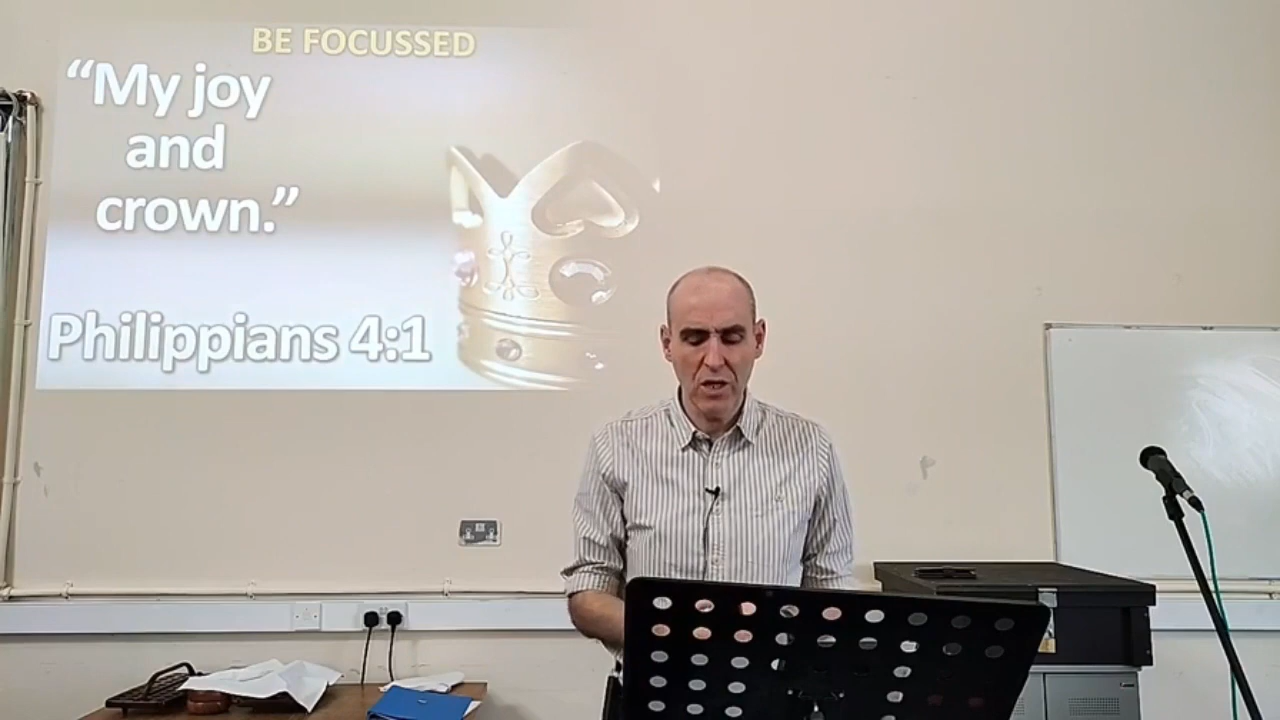 BE FOCUSSED
“My joy
and
crown.”
Philippians 4:1